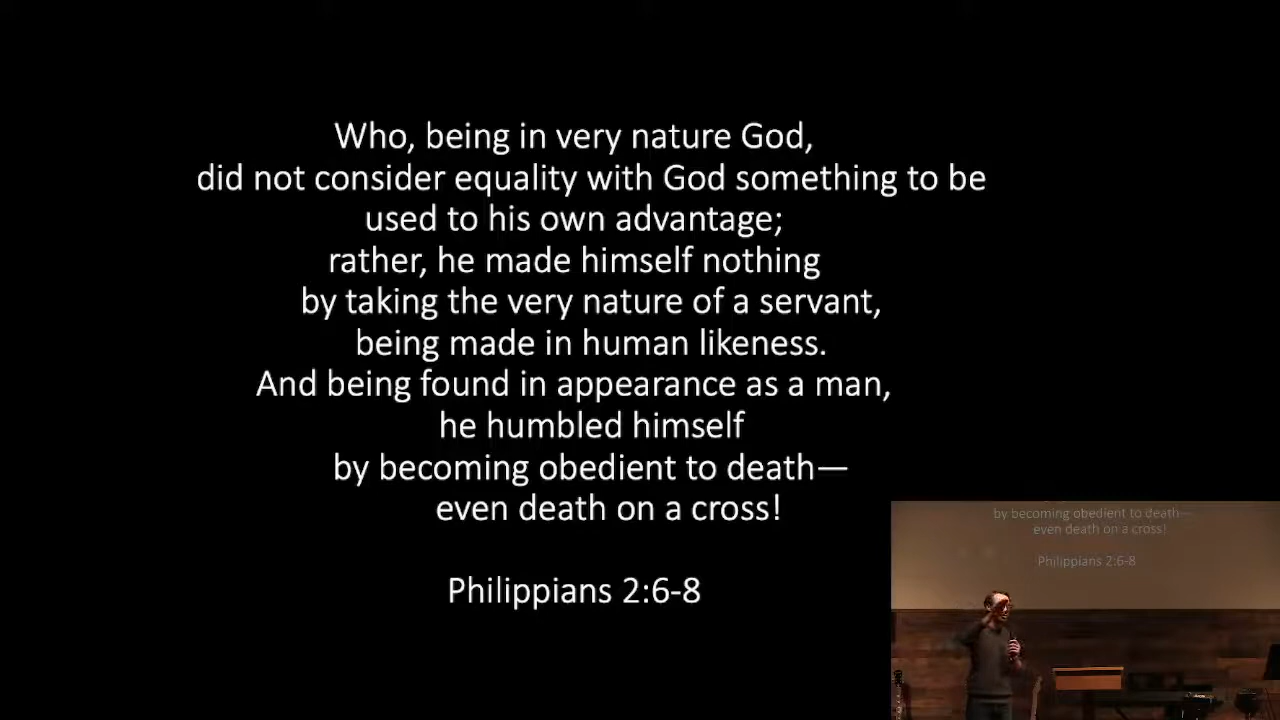 Who, being in very nature God,
did not consider equality with God something to be
used to his own advantage;
rather, he made himself nothing
by taking the very nature of a servant,
being made in human likeness.
And being found in appearance as a man,
he humbled himself
by becoming obedient to death—
even death on a cross!
Philippians 2:6-8
by becoming obedient to death—
even death on a cross!
Philippians 2:6-8